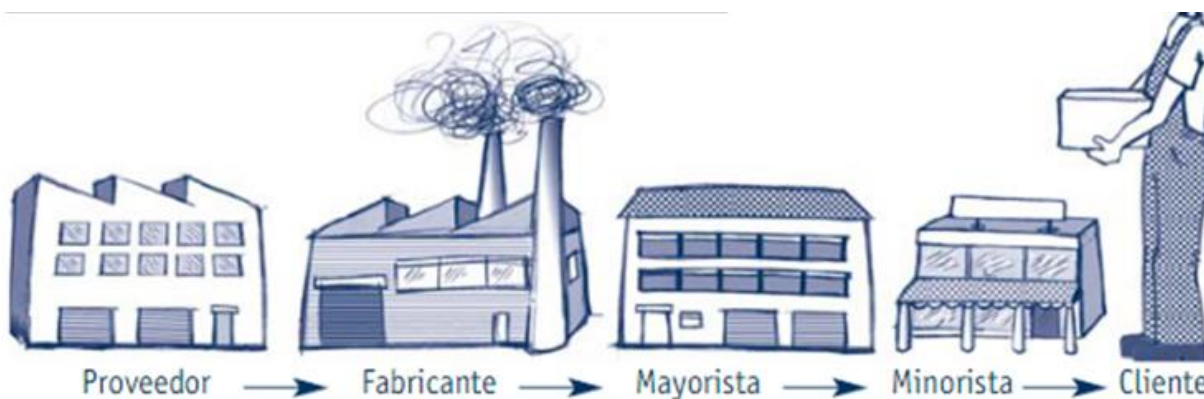 Proveedor → Fabricante → Mayorista → Minorista → Cliente